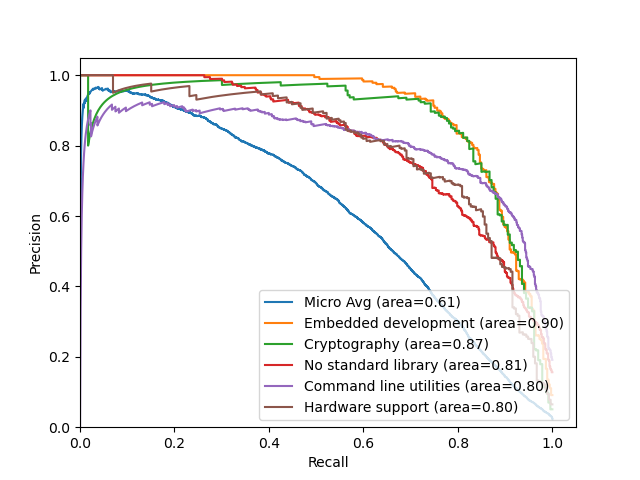 1.0
0.8
0.6
0.4
0.2
0.0
Precision
Micro Avg (area=0.61)
Embedded development (area=0.90)
Cryptography (area=0.87)
No standard library (area=0.81)
Command line utilities (area=0.80)
Hardware support (area=0.80)
0.0 0.2 0.4 0.6 0.8 1.0
Recall